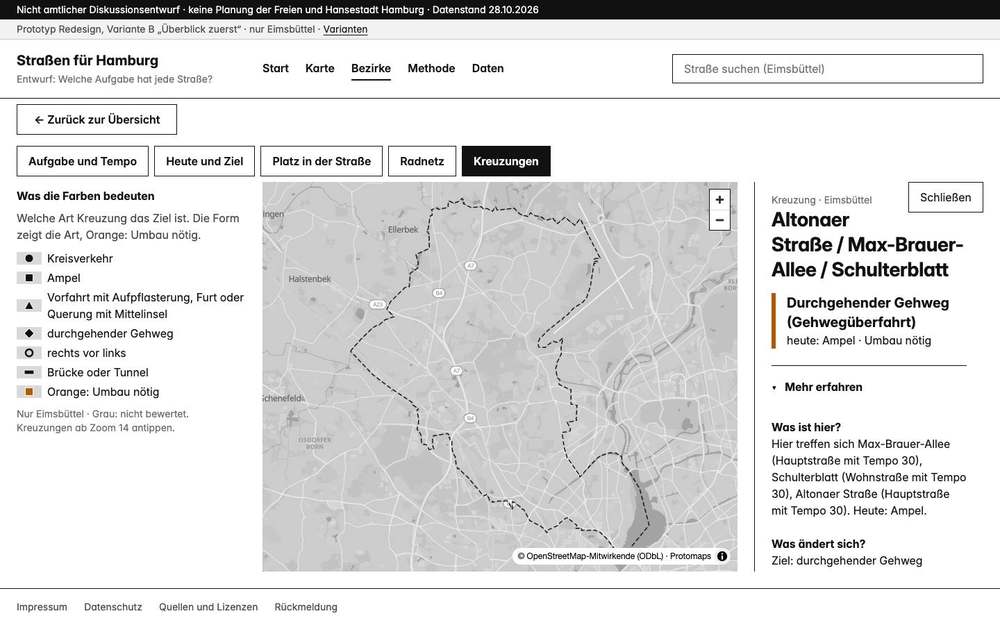 Nicht amtlicher Diskussionsentwurf · keine Planung der Freien und Hansestadt Hamburg · Datenstand 28.10.2026
Prototyp Redesign, Variante B „Überblick zuerst“ · nur Eimsbüttel · Varianten
Straßen für Hamburg
Entwurf: Welche Aufgabe hat jede Straße?
Start
Karte
Bezirke
Methode
Daten
Straße suchen (Eimsbüttel)
← Zurück zur Übersicht
Aufgabe und Tempo
Heute und Ziel
Platz in der Straße
Radnetz
Kreuzungen
Was die Farben bedeuten
Welche Art Kreuzung das Ziel ist. Die Form
zeigt die Art, Orange: Umbau nötig.
Kreisverkehr
Ampel
Vorfahrt mit Aufpflasterung, Furt oder
Querung mit Mittelinsel
durchgehender Gehweg
rechts vor links
Brücke oder Tunnel
Orange: Umbau nötig
Nur Eimsbüttel · Grau: nicht bewertet.
Kreuzungen ab Zoom 14 antippen.
ingen
Ellerbek
A7
Halstenbek
B4
A23
A7
Schenefeld
B4
OSDORFER
BORN
+
−
© OpenStreetMap-Mitwirkende (ODbL) · Protomaps
Kreuzung · Eimsbüttel
Schließen
Altonaer
Straße / Max-Brauer-
Allee / Schulterblatt
Durchgehender Gehweg
(Gehwegüberfahrt)
heute: Ampel · Umbau nötig
Mehr erfahren
Was ist hier?
Hier treffen sich Max-Brauer-Allee
(Hauptstraße mit Tempo 30),
Schulterblatt (Wohnstraße mit Tempo
30), Altonaer Straße (Hauptstraße
mit Tempo 30). Heute: Ampel.
Was ändert sich?
Ziel: durchgehender Gehweg
Impressum
Datenschutz
Quellen und Lizenzen
Rückmeldung